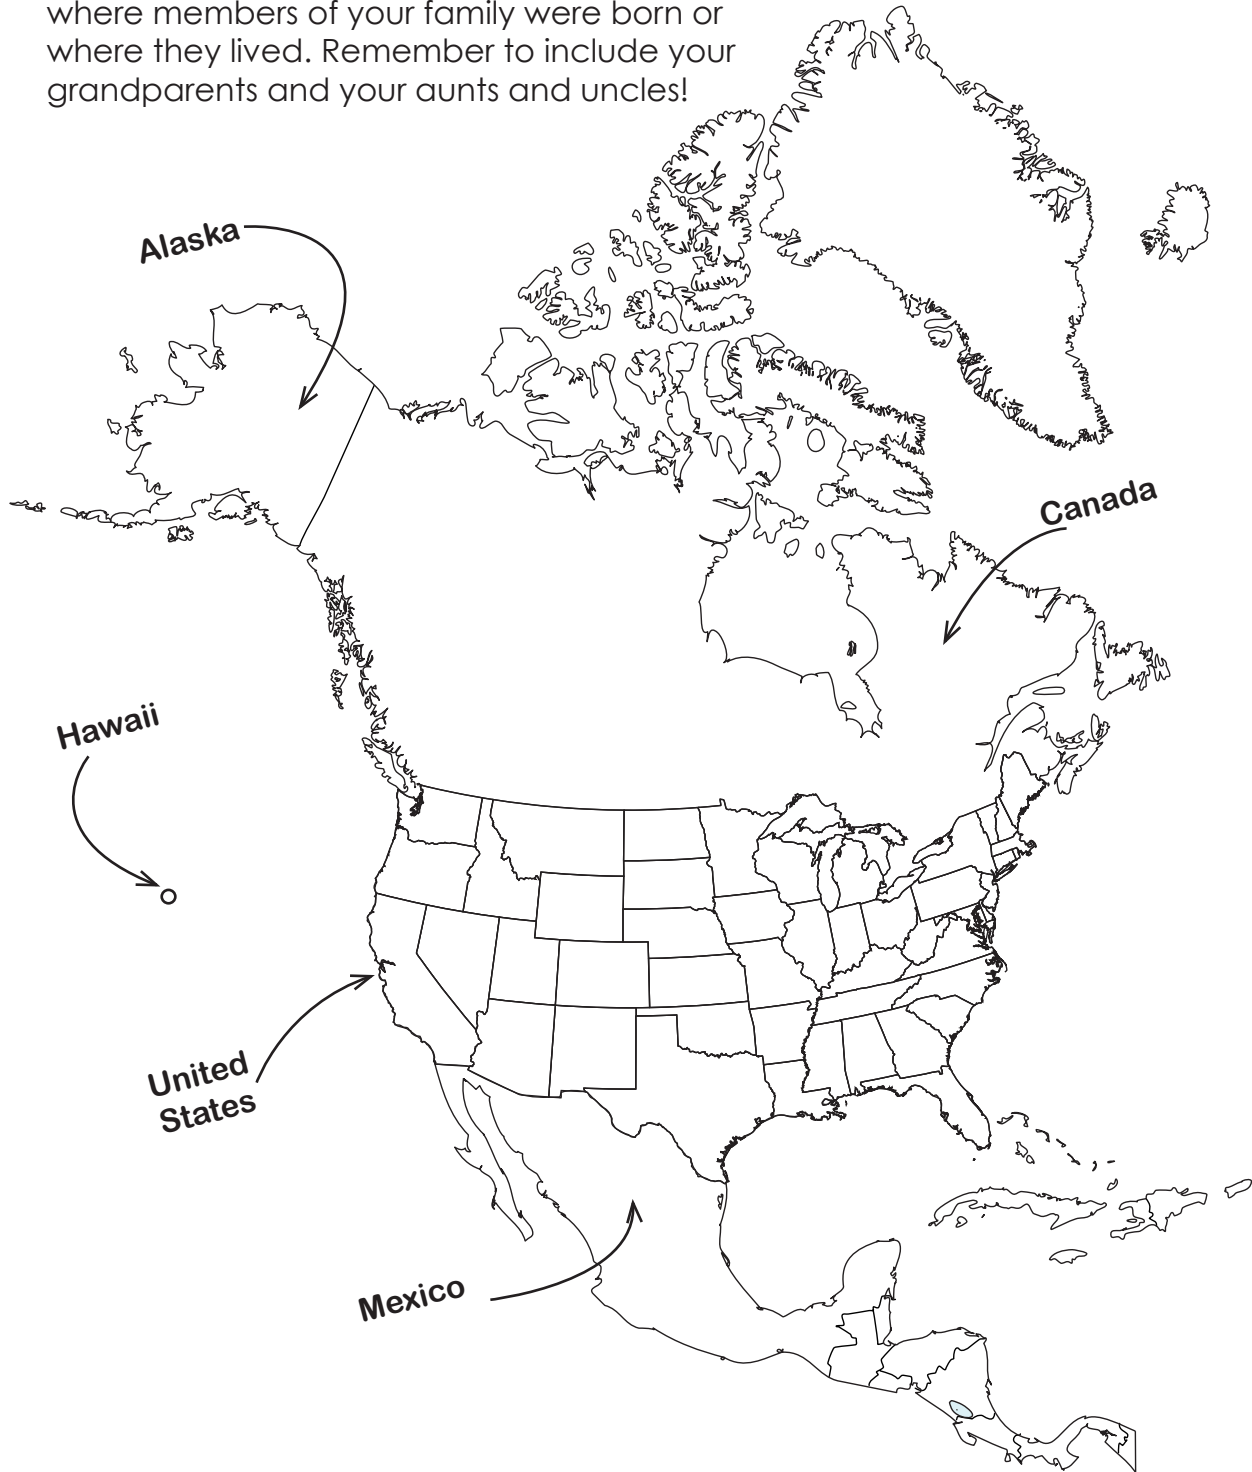 where members of your family were born or
where they lived. Remember to include your
grandparents and your aunts and uncles!
Alaska
Canada
Hawaii
United
States
Mexico